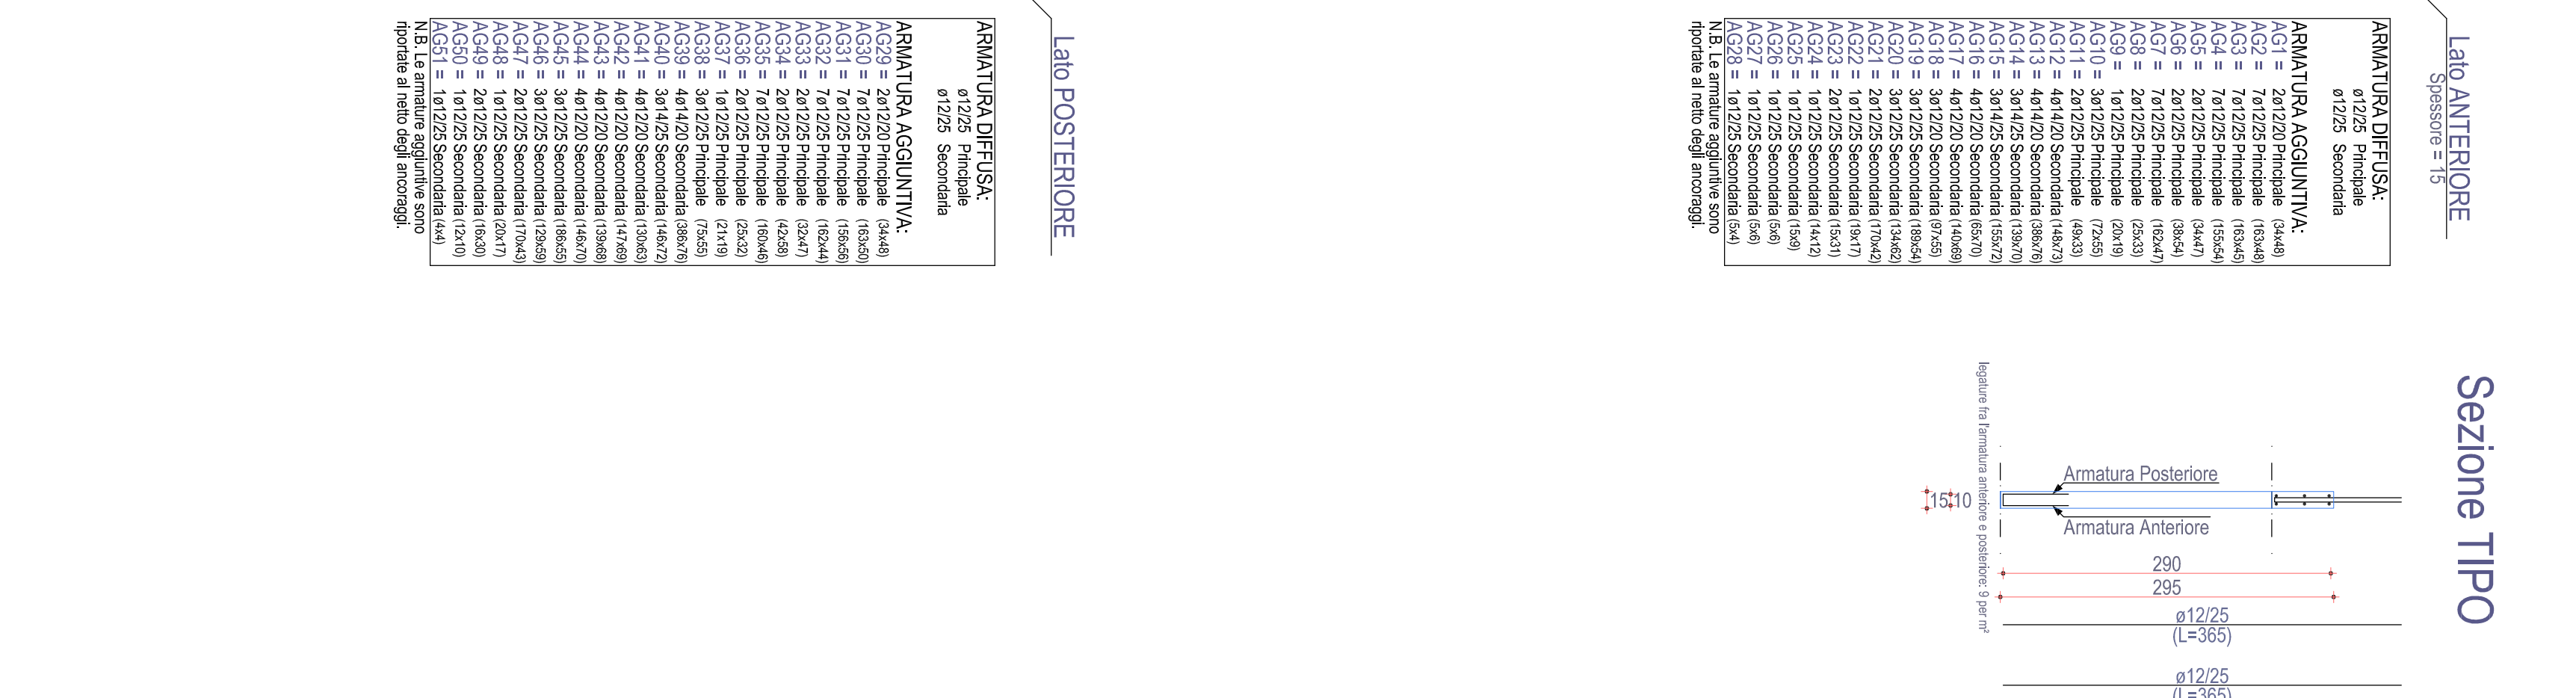 Lato ANTERIORE
Spessore = 15
ARMATURA DIFFUSA:
ø12/25 Principale
ø12/25 Secondaria
ARMATURA AGGIUNTIVA:
AG1 = 2ø12/20 Principale (34x48)
AG2 = 7ø12/25 Principale (163x48)
AG3 = 7ø12/25 Principale (163x45)
AG4 = 7ø12/25 Principale (155x54)
AG5 = 2ø12/25 Principale (34x47)
AG6 = 2ø12/25 Principale (38x54)
AG7 = 7ø12/25 Principale (162x47)
AG8 = 2ø12/25 Principale (25x33)
AG9 = 1ø12/25 Principale (20x19)
AG10 = 3ø12/25 Principale (72x55)
AG11 = 2ø12/25 Principale (49x33)
AG12 = 4ø14/20 Secondaria (148x73)
AG13 = 4ø14/20 Secondaria (386x76)
AG14 = 3ø14/25 Secondaria (139x70)
AG15 = 3ø14/25 Secondaria (155x72)
AG16 = 4ø12/20 Secondaria (65x70)
AG17 = 4ø12/20 Secondaria (140x69)
AG18 = 3ø12/20 Secondaria (97x55)
AG19 = 3ø12/25 Secondaria (189x54)
AG20 = 3ø14/20 Secondaria (134x62)
AG21 = 2ø12/25 Secondaria (170x42)
AG22 = 1ø12/25 Secondaria (19x17)
AG23 = 2ø12/25 Secondaria (15x31)
AG24 = 1ø12/25 Secondaria (14x12)
AG25 = 1ø12/25 Secondaria (15x9)
AG26 = 1ø12/25 Secondaria (5x6)
AG27 = 1ø12/25 Secondaria (5x6)
AG28 = 1ø12/25 Secondaria (5x4)
N.B. Le armature aggiuntive sono
riportate al netto degli ancoraggi.
Lato POSTERIORE
ARMATURA DIFFUSA:
ø12/25 Principale
ø12/25 Secondaria
ARMATURA AGGIUNTIVA:
AG29 = 2ø12/20 Principale (34x48)
AG30 = 7ø12/25 Principale (163x50)
AG31 = 7ø12/25 Principale (156x56)
AG32 = 7ø12/25 Principale (162x44)
AG33 = 2ø12/25 Principale (32x47)
AG34 = 2ø12/25 Principale (42x58)
AG35 = 7ø12/25 Principale (160x46)
AG36 = 2ø12/25 Principale (25x32)
AG37 = 1ø12/25 Principale (21x19)
AG38 = 3ø12/25 Principale (75x55)
AG39 = 4ø14/20 Secondaria (386x76)
AG40 = 3ø14/25 Secondaria (146x72)
AG41 = 4ø12/20 Secondaria (130x63)
AG42 = 4ø12/20 Secondaria (147x69)
AG43 = 4ø12/20 Secondaria (139x68)
AG44 = 4ø12/20 Secondaria (146x70)
AG45 = 3ø12/25 Secondaria (186x55)
AG46 = 3ø12/25 Secondaria (129x59)
AG47 = 2ø12/25 Secondaria (170x43)
AG48 = 1ø12/25 Secondaria (20x17)
AG49 = 2ø12/25 Secondaria (16x30)
AG50 = 1ø12/25 Secondaria (12x10)
AG51 = 1ø12/25 Secondaria (4x4)
N.B. Le armature aggiuntive sono
riportate al netto degli ancoraggi.
Sezione TIPO
legature fra l'armatura anteriore e posteriore: 9 per m²
Armatura Posteriore
15 10
Armatura Anteriore
290
295
ø12/25
(L=365)
ø12/25
(L=365)